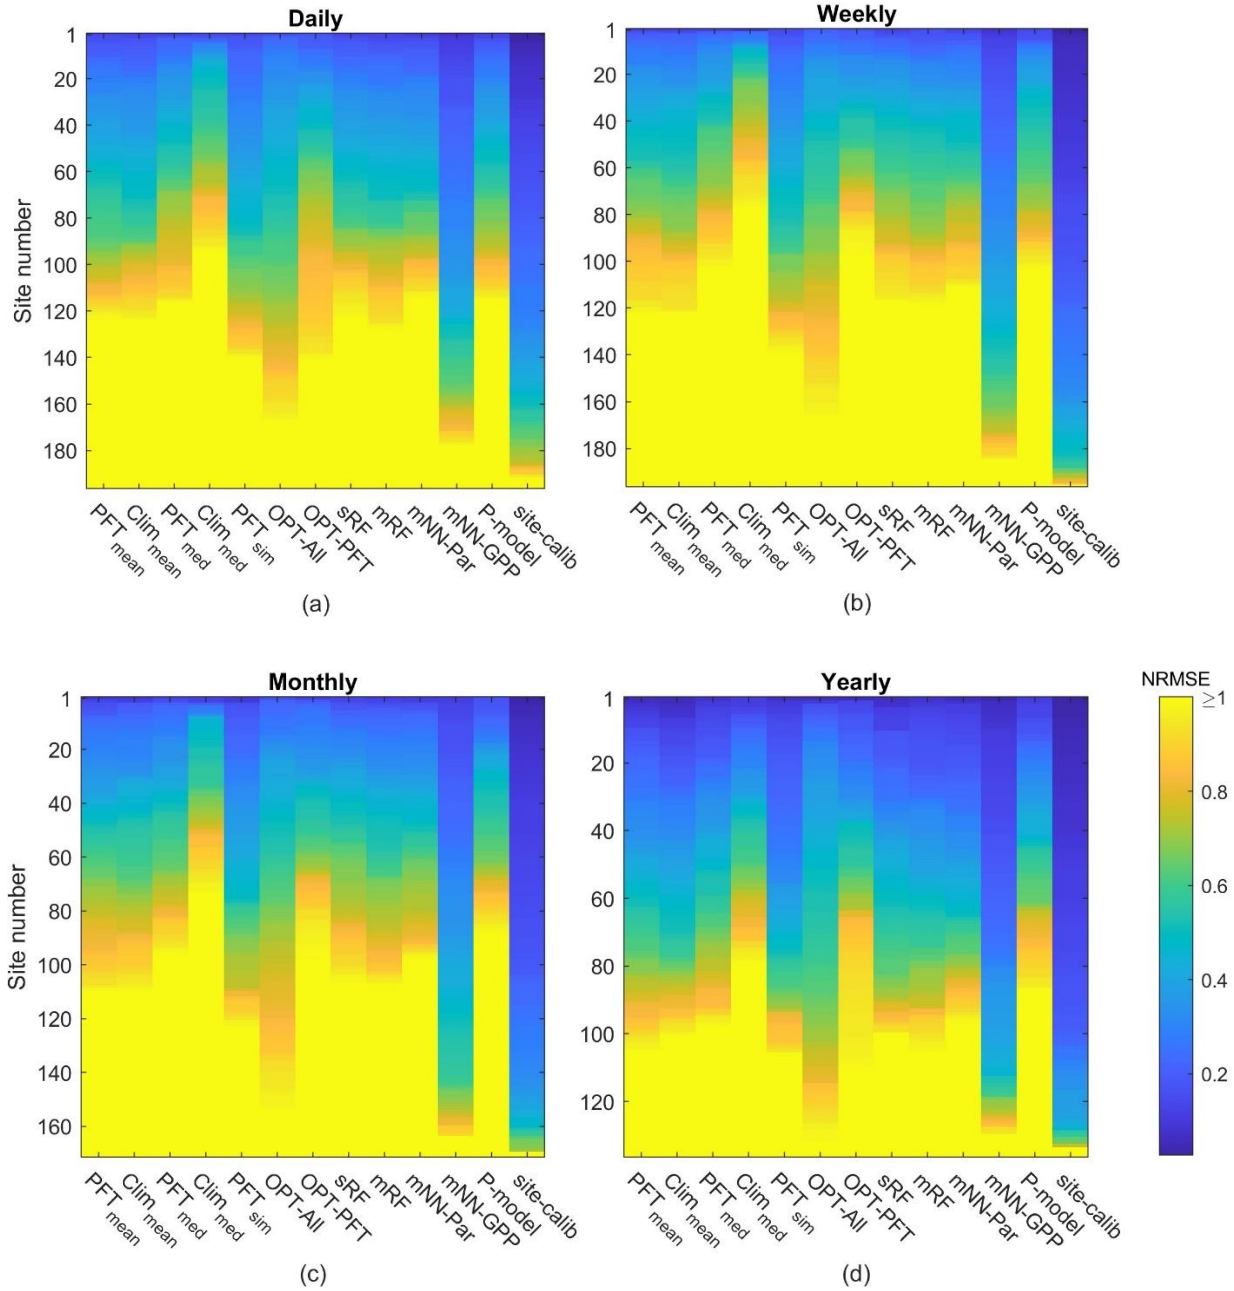 Daily
1
20
40
60
80
100
120
140
160
180
Site number
PFT mean
Clim mean
PFT med
Clim med
PFT sim
OPT-All
OPT-PFT
sRF
mRF
mNN-Par
mNN-GPP
P-model
site-calib
(a)
Weekly
1
20
40
60
80
100
120
140
160
180
PFT mean
Clim mean
PFT med
Clim med
PFT sim
OPT-All
OPT-PFT
sRF
mRF
mNN-Par
mNN-GPP
P-model
site-calib
(b)
Monthly
1
20
40
60
80
100
120
140
160
Site number
PFT mean
Clim mean
PFT med
Clim med
PFT sim
OPT-All
OPT-PFT
sRF
mRF
mNN-Par
mNN-GPP
P-model
site-calib
(c)
Yearly
1
20
40
60
80
100
120
PFT mean
Clim mean
PFT med
Clim med
PFT sim
OPT-All
OPT-PFT
sRF
mRF
mNN-Par
mNN-GPP
P-model
site-calib
(d)
NRMSE
≥1
0.8
0.6
0.4
0.2